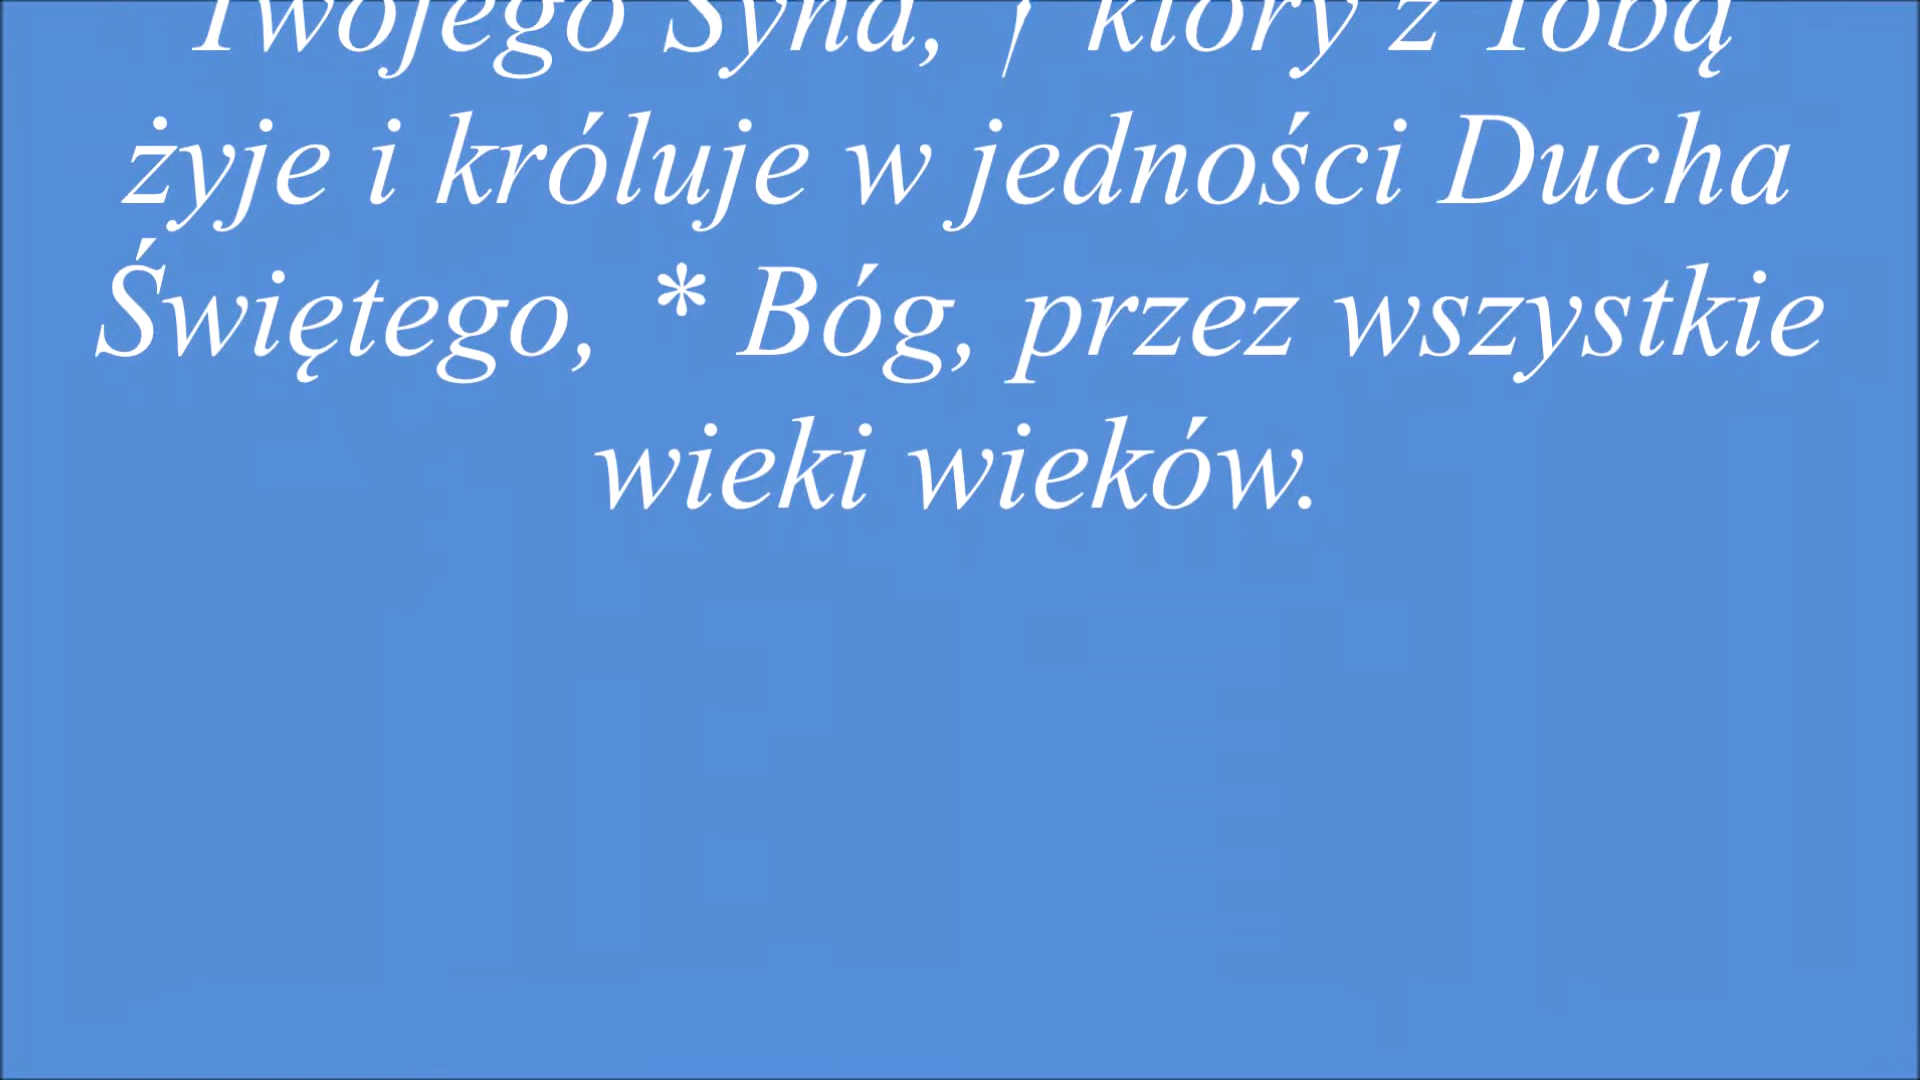 Twojego Syna, † który z Tobą
żyje i króluje w jedności Ducha
Świętego, * Bóg, przez wszystkie
wieki wieków.